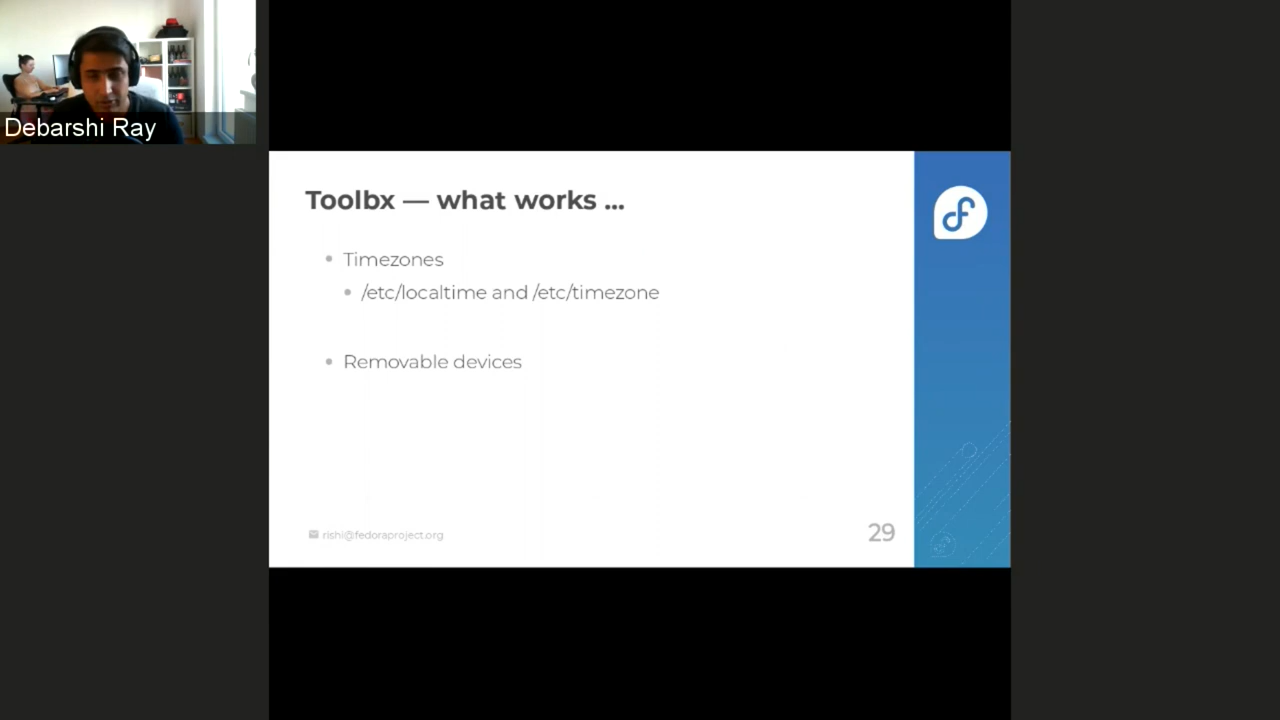 Debarshi Ray
Toolbx — what works ...
Timezones
/etc/localtime and /etc/timezone
Removable devices
rishi@fedoraproject.org
29